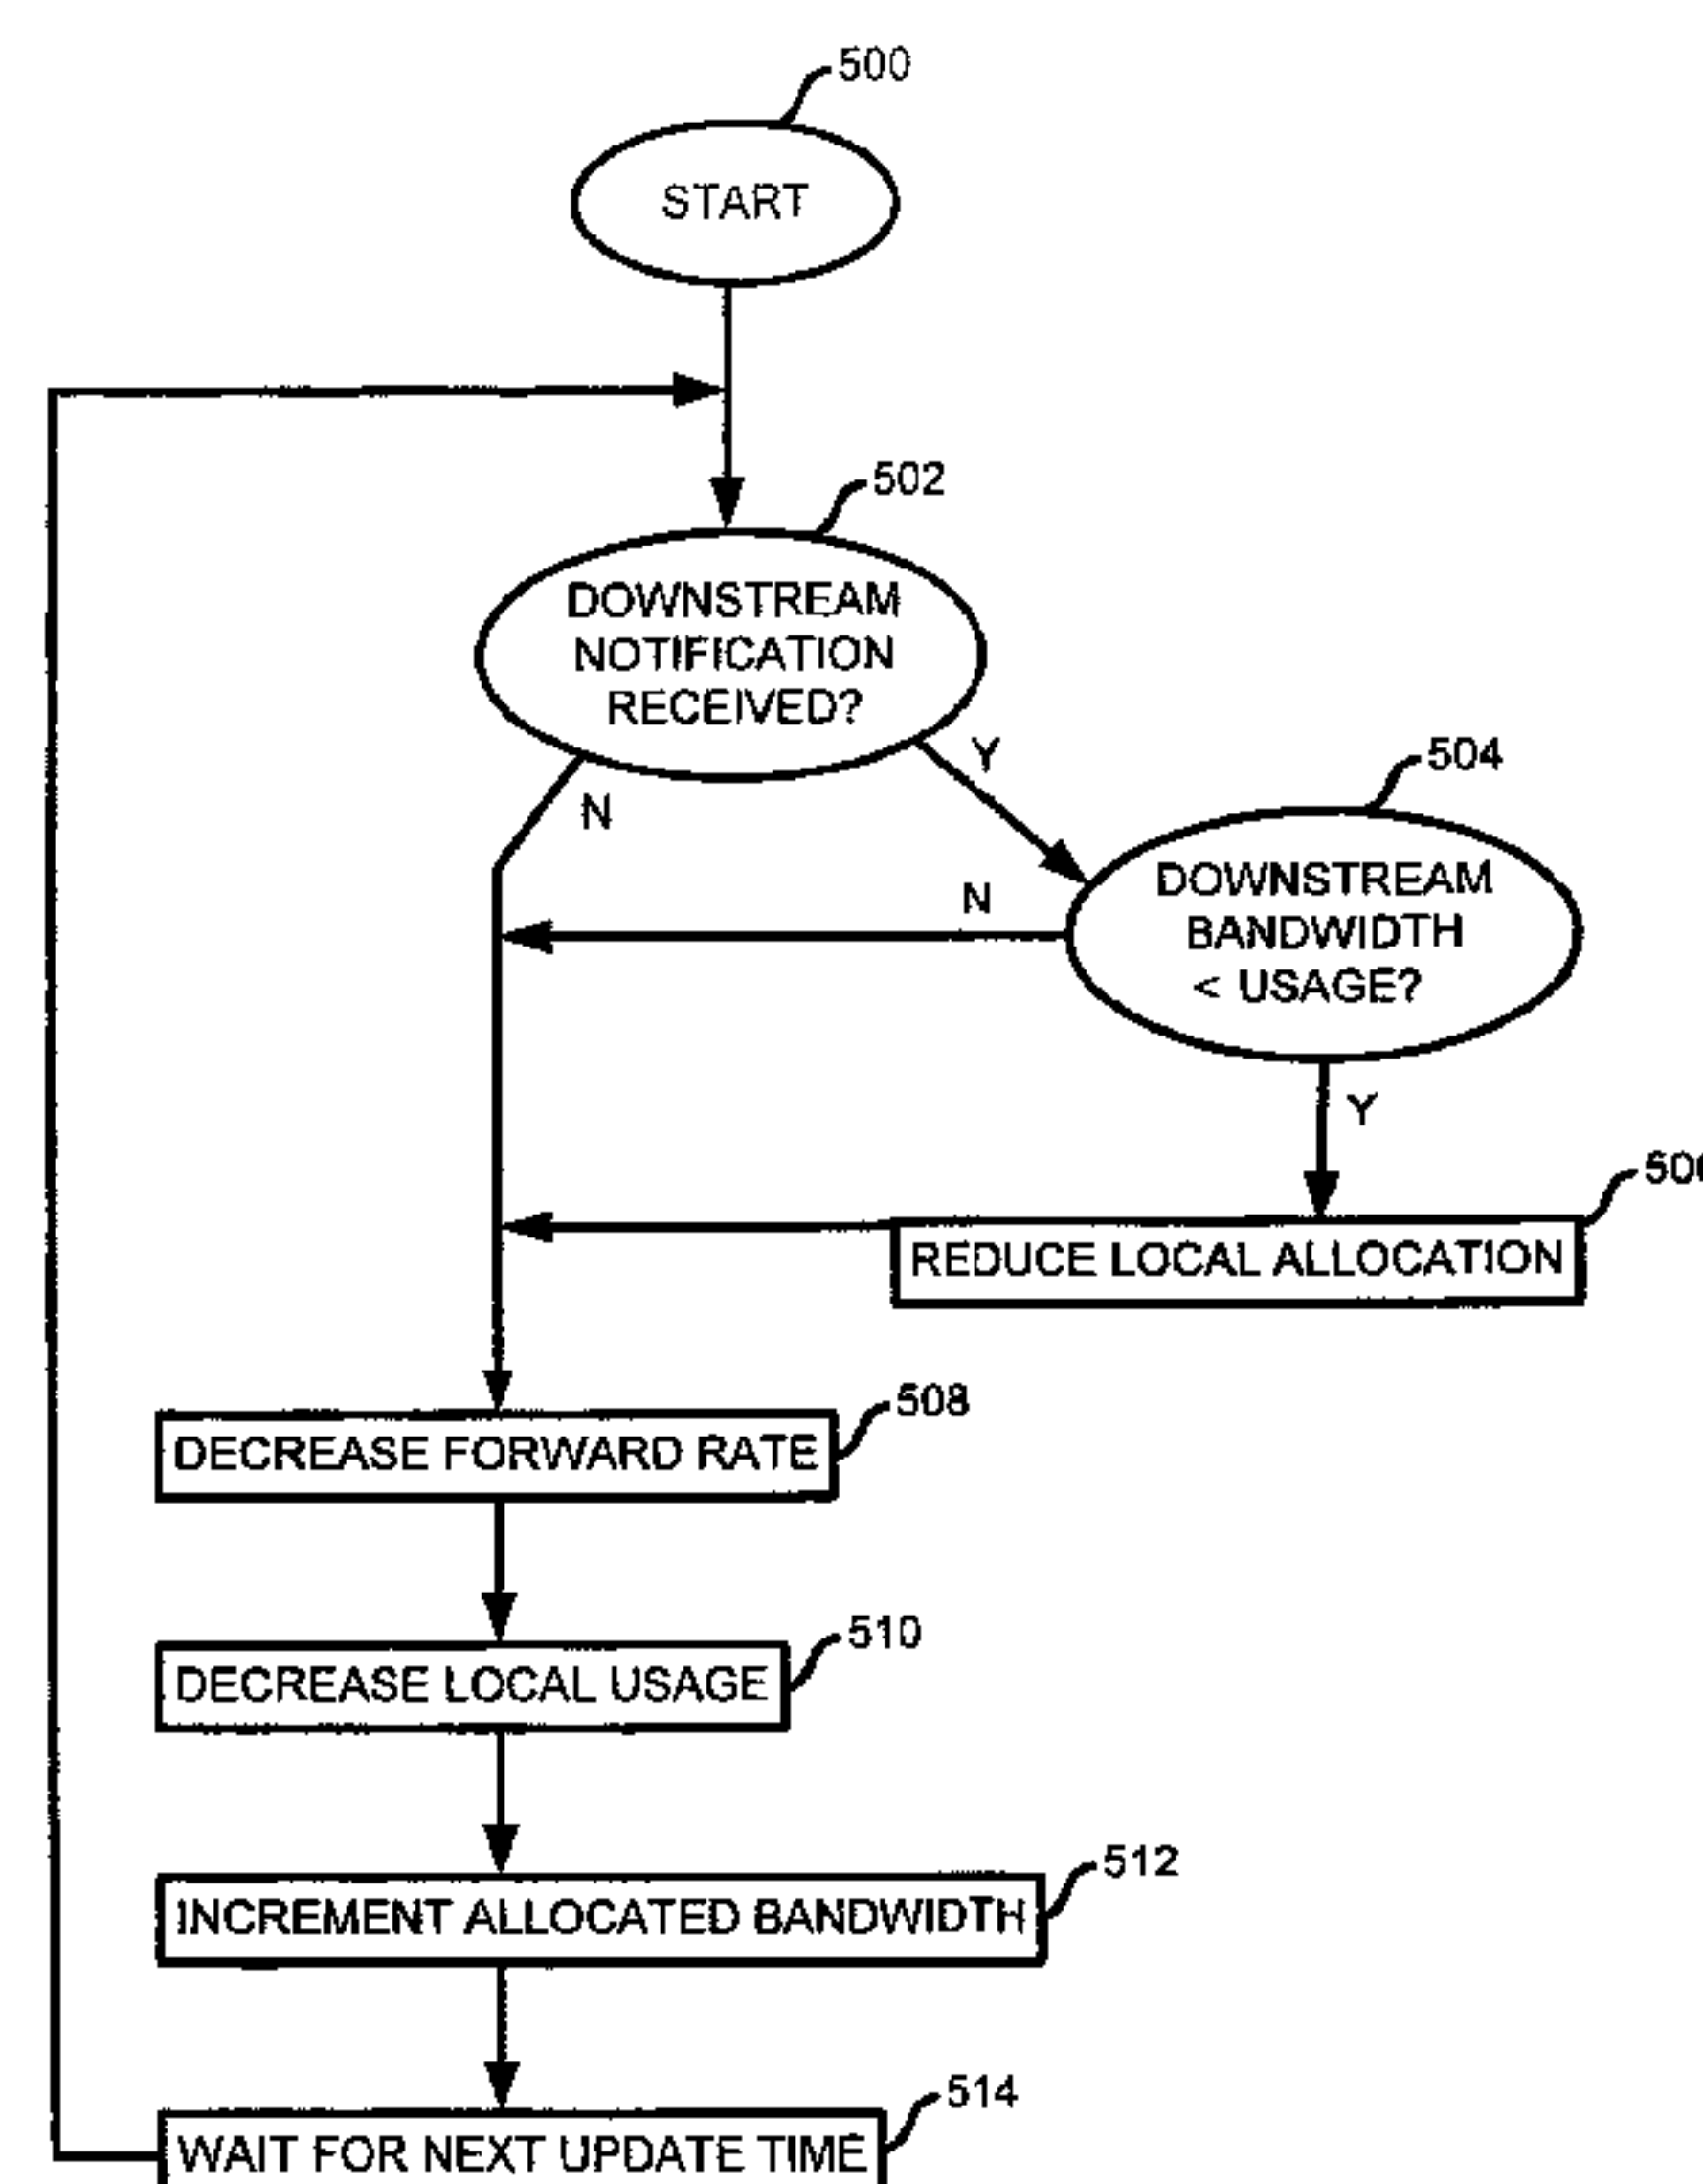 500
START
502
DOWNSTREAM
NOTIFICATION
RECEIVED?
Y
504
N
DOWNSTREAM
BANDWIDTH
< USAGE?
N
Y
REDUCE LOCAL ALLOCATION
508
DECREASE FORWARD RATE
510
DECREASE LOCAL USAGE
512
INCREMENT ALLOCATED BANDWIDTH
514
WAIT FOR NEXT UPDATE TIME